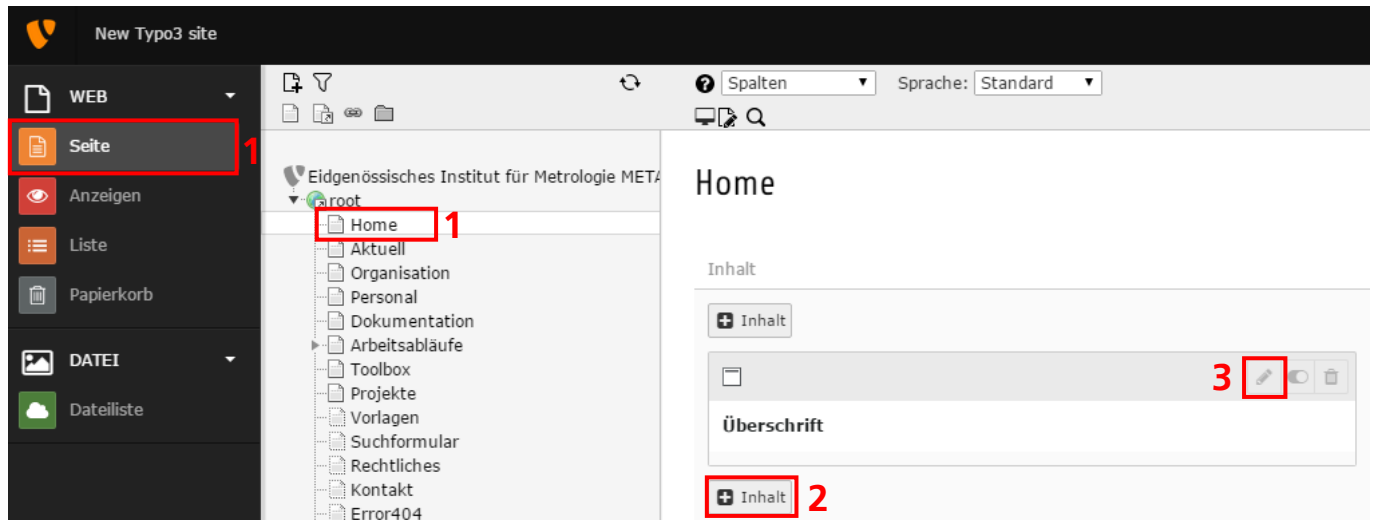 New Typo3 site
WEB
Seite
1
Anzeigen
Liste
Papierkorb
DATEI
Dateiliste
Eidgenössisches Institut für Metrologie META
root
Home
1
Aktuell
Organisation
Personal
Dokumentation
Arbeitsabläufe
Toolbox
Projekte
Vorlagen
Suchformular
Rechtliches
Kontakt
Error404
Spalten
Sprache: Standard
Home
Inhalt
Inhalt
3
Überschrift
Inhalt
2